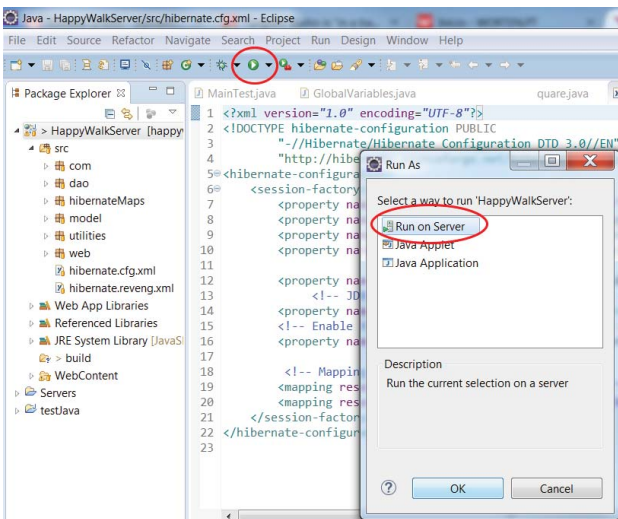 Java - HappyWalkServer/src/hibernate.cfg.xml - Eclipse
File Edit Source Refactor Navigate Search Project Run Design Window Help
Package Explorer
MainTest.java GlobalVariables.java quare.java
> HappyWalkServer [happy
src
com
dao
hibernateMaps
model
utilities
web
hibernate.cfg.xml
hibernate.reveng.xml
Web App Libraries
Referenced Libraries
JRE System Library [JavaS
> build
WebContent
Servers
testJava
1 <?xml version="1.0" encoding="UTF-8"?>
2 <!DOCTYPE hibernate-configuration PUBLIC
3 "-//Hibernate/Hibernate Configuration DTD 3.0//EN"
4 "http://hibe
5 <hibernate-configura
6 <session-factory
7 <property na
8 <property na
9 <property na
10 <property na
11
12 <property na
13 <!-- JD
14 <property na
15 <!-- Enable
16 <property na
17
18 <!-- Mappin
19 <mapping res
20 <mapping res
21 </session-factor
22 </hibernate-configur
23
Run As
Select a way to run 'HappyWalkServer':
Run on Server
Java Applet
Java Application
Description
Run the current selection on a server
OK Cancel